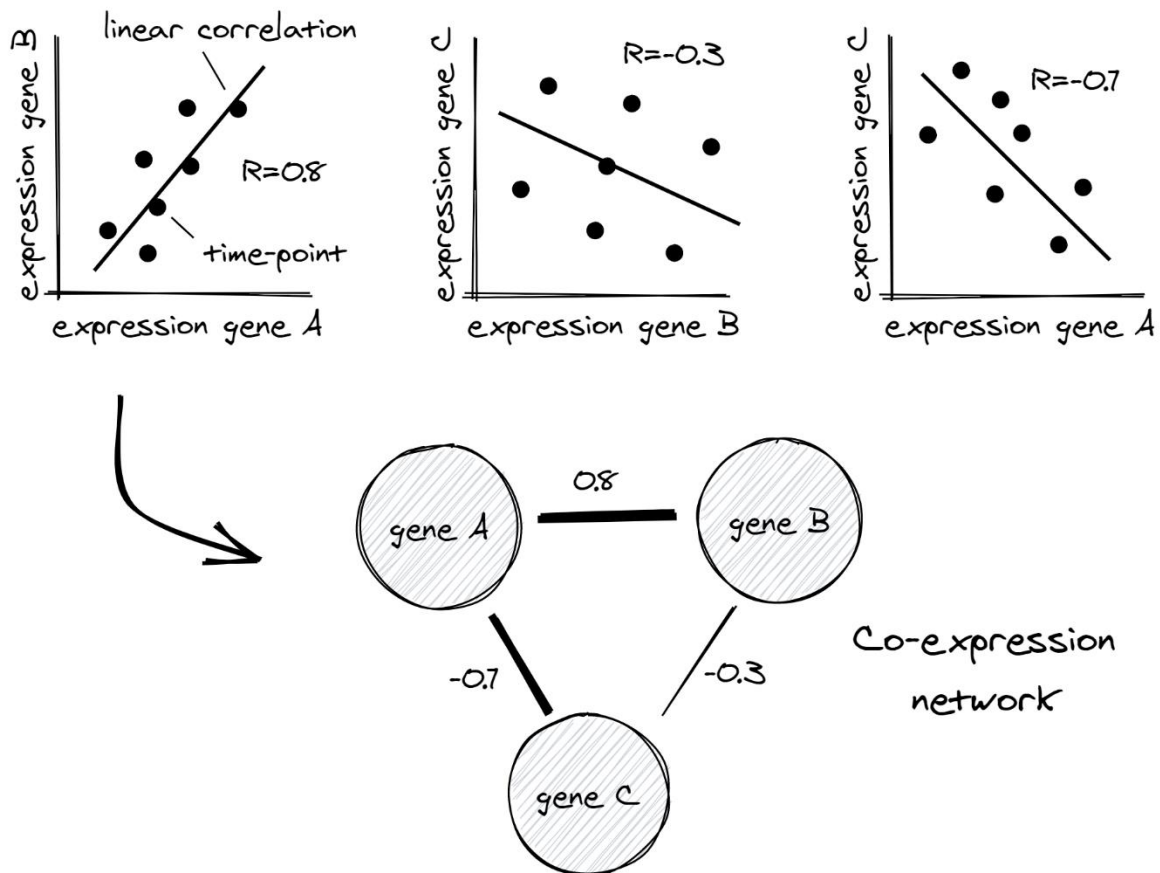 expression gene B
linear correlation
R=0.8
time-point
expression gene A
expression gene C
R=-0.3
expression gene B
expression gene C
R=-0.7
expression gene A
gene A
0.8
gene B
-0.7
-0.3
gene C
Co-expression
network